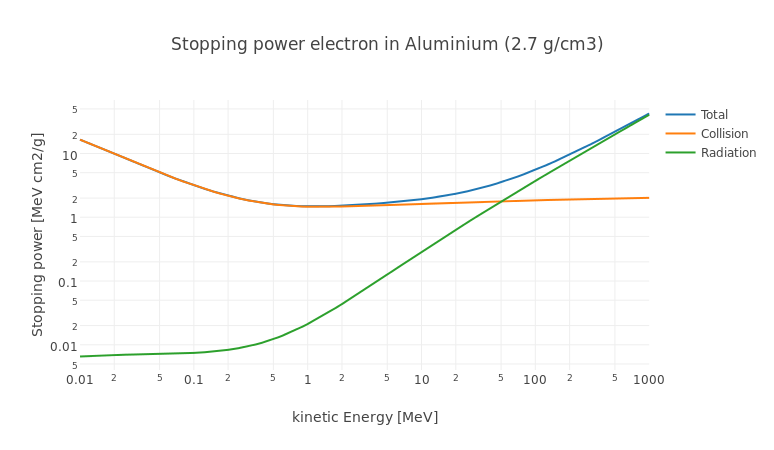 Stopping power electron in Aluminium (2.7 g/cm3)
Stopping power [MeV cm2/g]
5
2
10
5
2
1
5
2
0.1
5
2
0.01
5
0.01 2 5 0.1 2 5 1 2 5 10 2 5 100 2 5 1000
kinetic Energy [MeV]
Total
Collision
Radiation